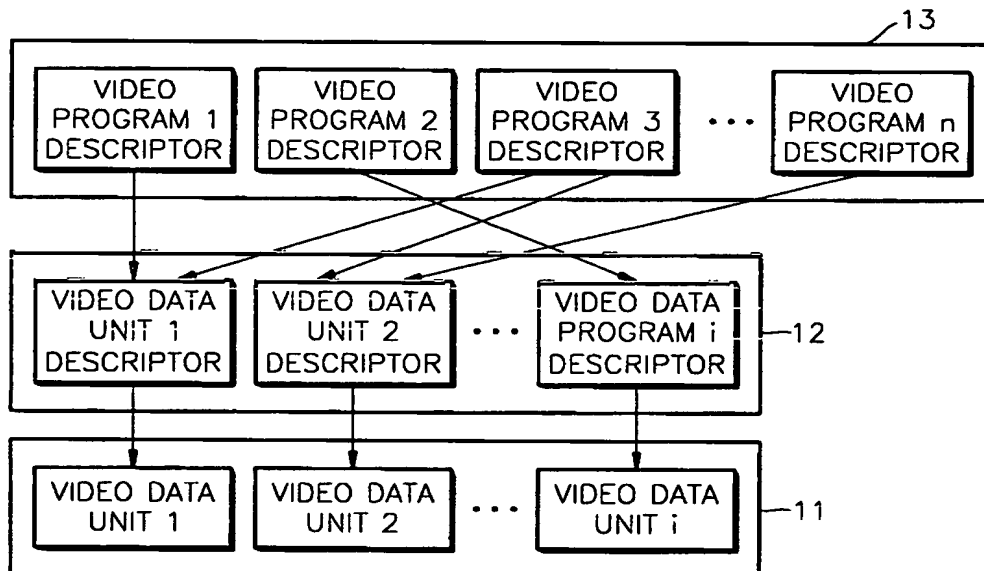 13
VIDEO
PROGRAM 1
DESCRIPTOR
VIDEO
PROGRAM 2
DESCRIPTOR
VIDEO
PROGRAM 3
DESCRIPTOR
VIDEO
PROGRAM n
DESCRIPTOR
VIDEO DATA
UNIT 1
DESCRIPTOR
VIDEO DATA
UNIT 2
DESCRIPTOR
VIDEO DATA
PROGRAM i
DESCRIPTOR
12
VIDEO DATA
UNIT 1
VIDEO DATA
UNIT 2
VIDEO DATA
UNIT i
11